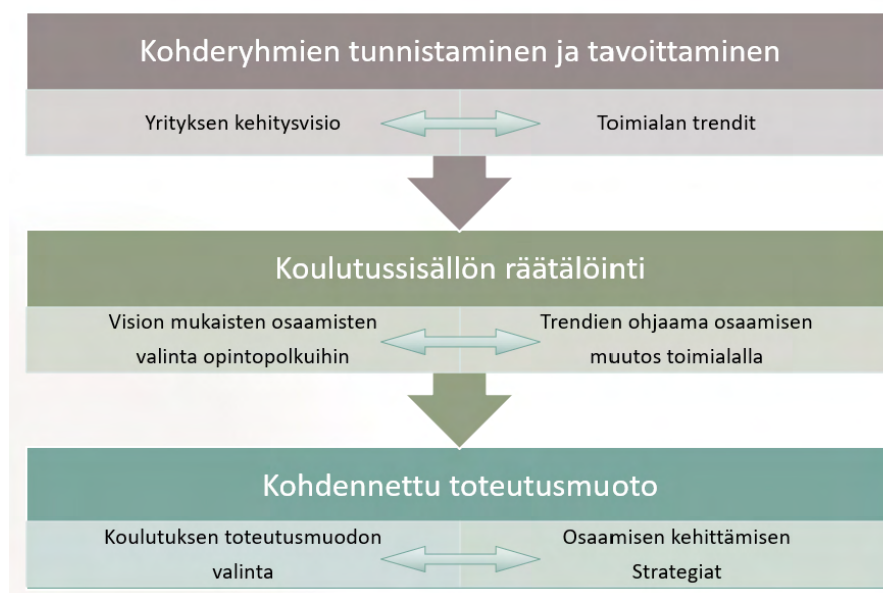 Kohderyhmien tunnistaminen ja tavoittaminen
Yrityksen kehitysvisio
Toimialan trendit
Koulutussisällön räätälöinti
Vision mukaisten osaamisten
valinta opintopolkuihin
Trendien ohjaama osaamisen
muutos toimialalla
Kohdennettu toteutusmuoto
Koulutuksen toteutusmuodon
valinta
Osaamisen kehittämisen
Strategiat